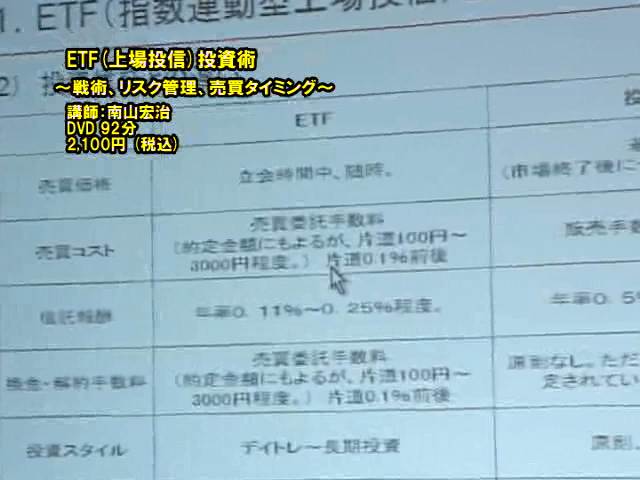 1. ETF(指数連動型上場投信
ETF(上場投信)投資術
2) 投
～戦術、リスク管理、売買タイミング～
講師:南山宏治
DVD 92分
2,100円 (税込)
ETF
投
売買価格
立会時間中、随時。
(市場終了後に
売買コスト
売買委託手数料
(約定金額にもよるが、片道100円～
3000円程度。) 片道0.1%前後
販売手数
信託報酬
年率0.11%～0.25%程度。
年率0.5
換金・解約手数料
売買委託手数料
(約定金額にもよるが、片道100円～
3000円程度。) 片道0.1%前後
原則なし。ただ
定されてい
投資スタイル
デイトレ～長期投資
原則